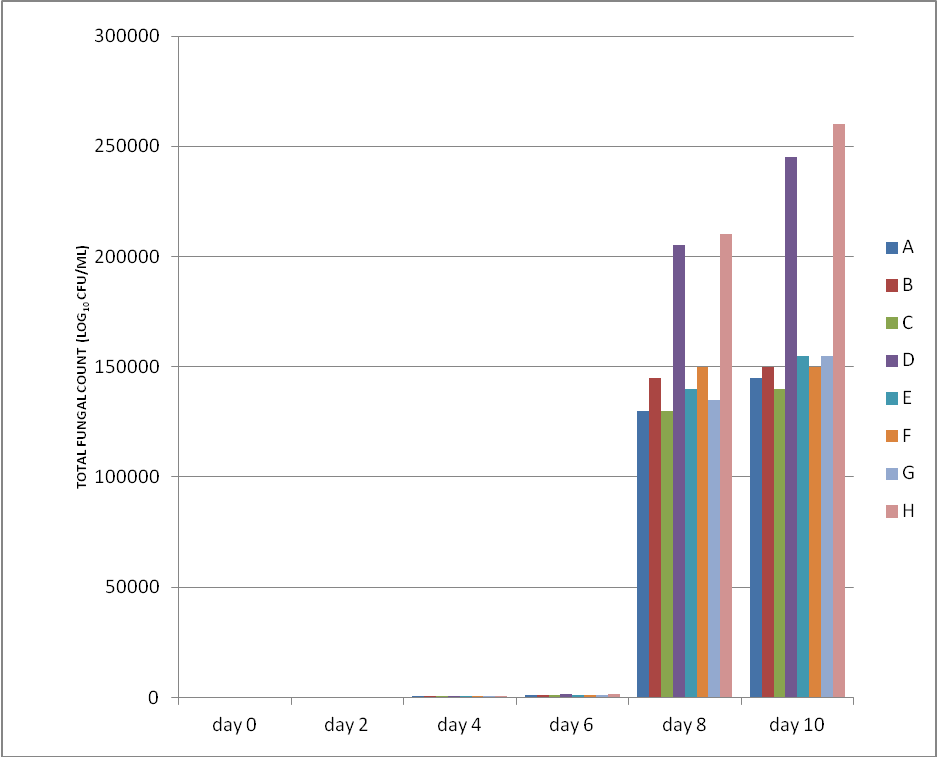 300000
250000
200000
150000
100000
50000
0
TOTAL FUNGAL COUNT (LOG10 CFU/ML)
day 0 day 2 day 4 day 6 day 8 day 10
A
B
C
D
E
F
G
H